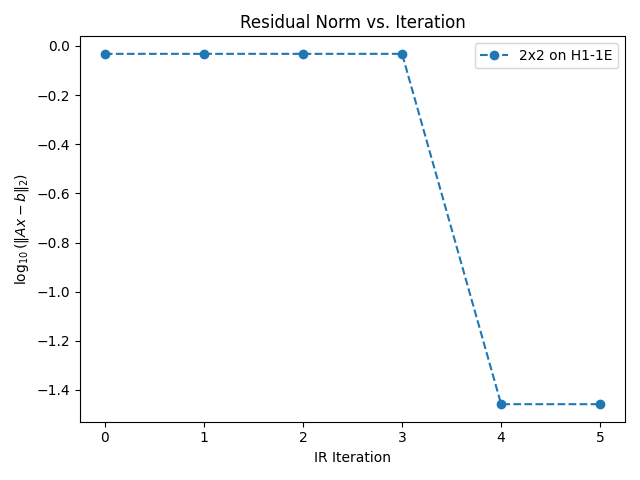 Residual Norm vs. Iteration
2x2 on H1-1E
log₁₀(‖Ax − b‖₂)
0.0
−0.2
−0.4
−0.6
−0.8
−1.0
−1.2
−1.4
0 1 2 3 4 5
IR Iteration